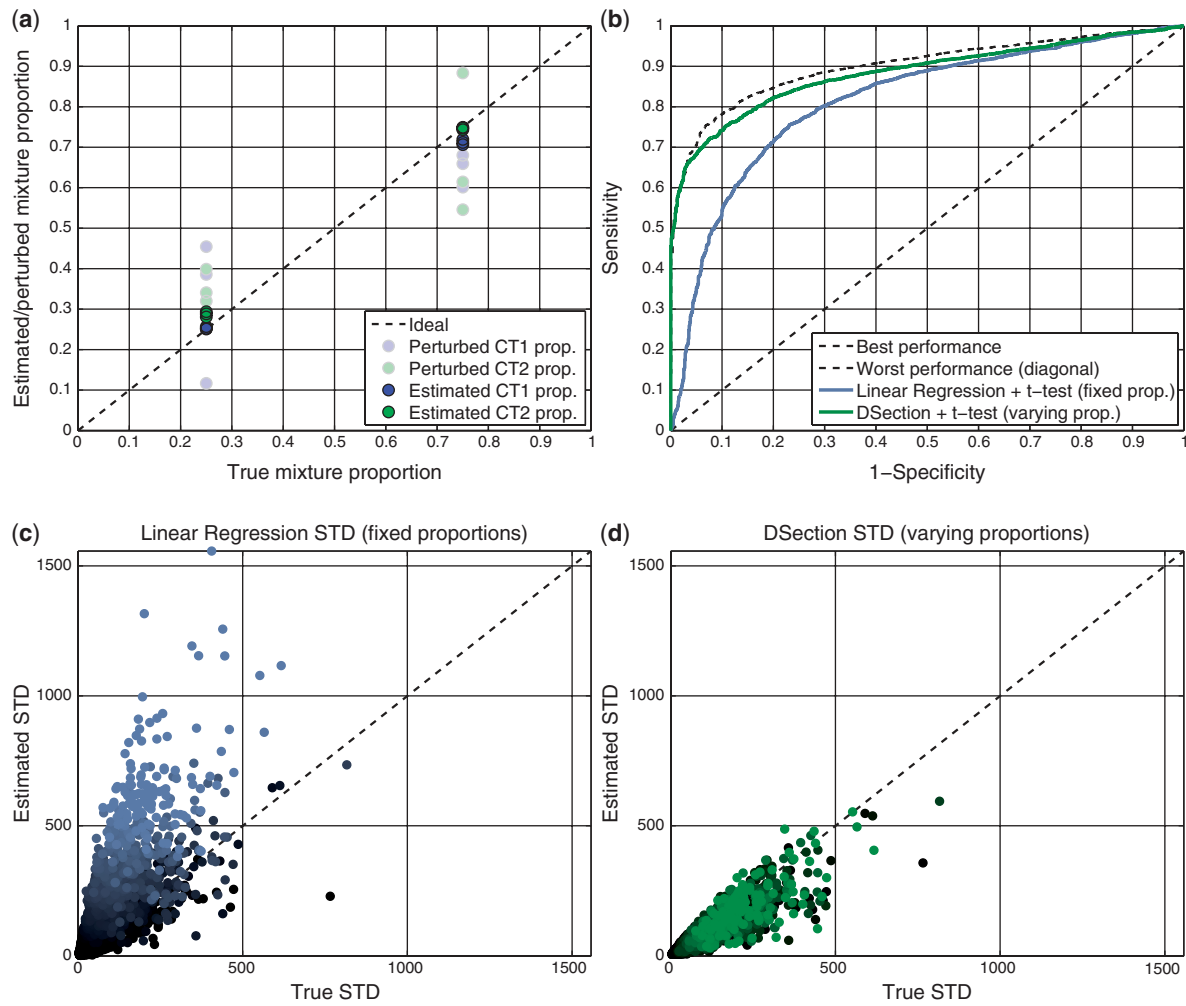 (a)
1
0.9
0.8
0.7
0.6
0.5
0.4
0.3
0.2
0.1
0
Estimated/perturbed mixture proportion
Ideal
Perturbed CT1 prop.
Perturbed CT2 prop.
Estimated CT1 prop.
Estimated CT2 prop.
0 0.1 0.2 0.3 0.4 0.5 0.6 0.7 0.8 0.9 1
True mixture proportion
(b)
1
0.9
0.8
0.7
0.6
0.5
0.4
0.3
0.2
0.1
0
Sensitivity
Best performance
Worst performance (diagonal)
Linear Regression + t−test (fixed prop.)
DSection + t−test (varying prop.)
0 0.1 0.2 0.3 0.4 0.5 0.6 0.7 0.8 0.9 1
1−Specificity
(c)
Linear Regression STD (fixed proportions)
1500
1000
500
0
Estimated STD
0 500 1000 1500
True STD
(d)
DSection STD (varying proportions)
1500
1000
500
0
Estimated STD
0 500 1000 1500
True STD